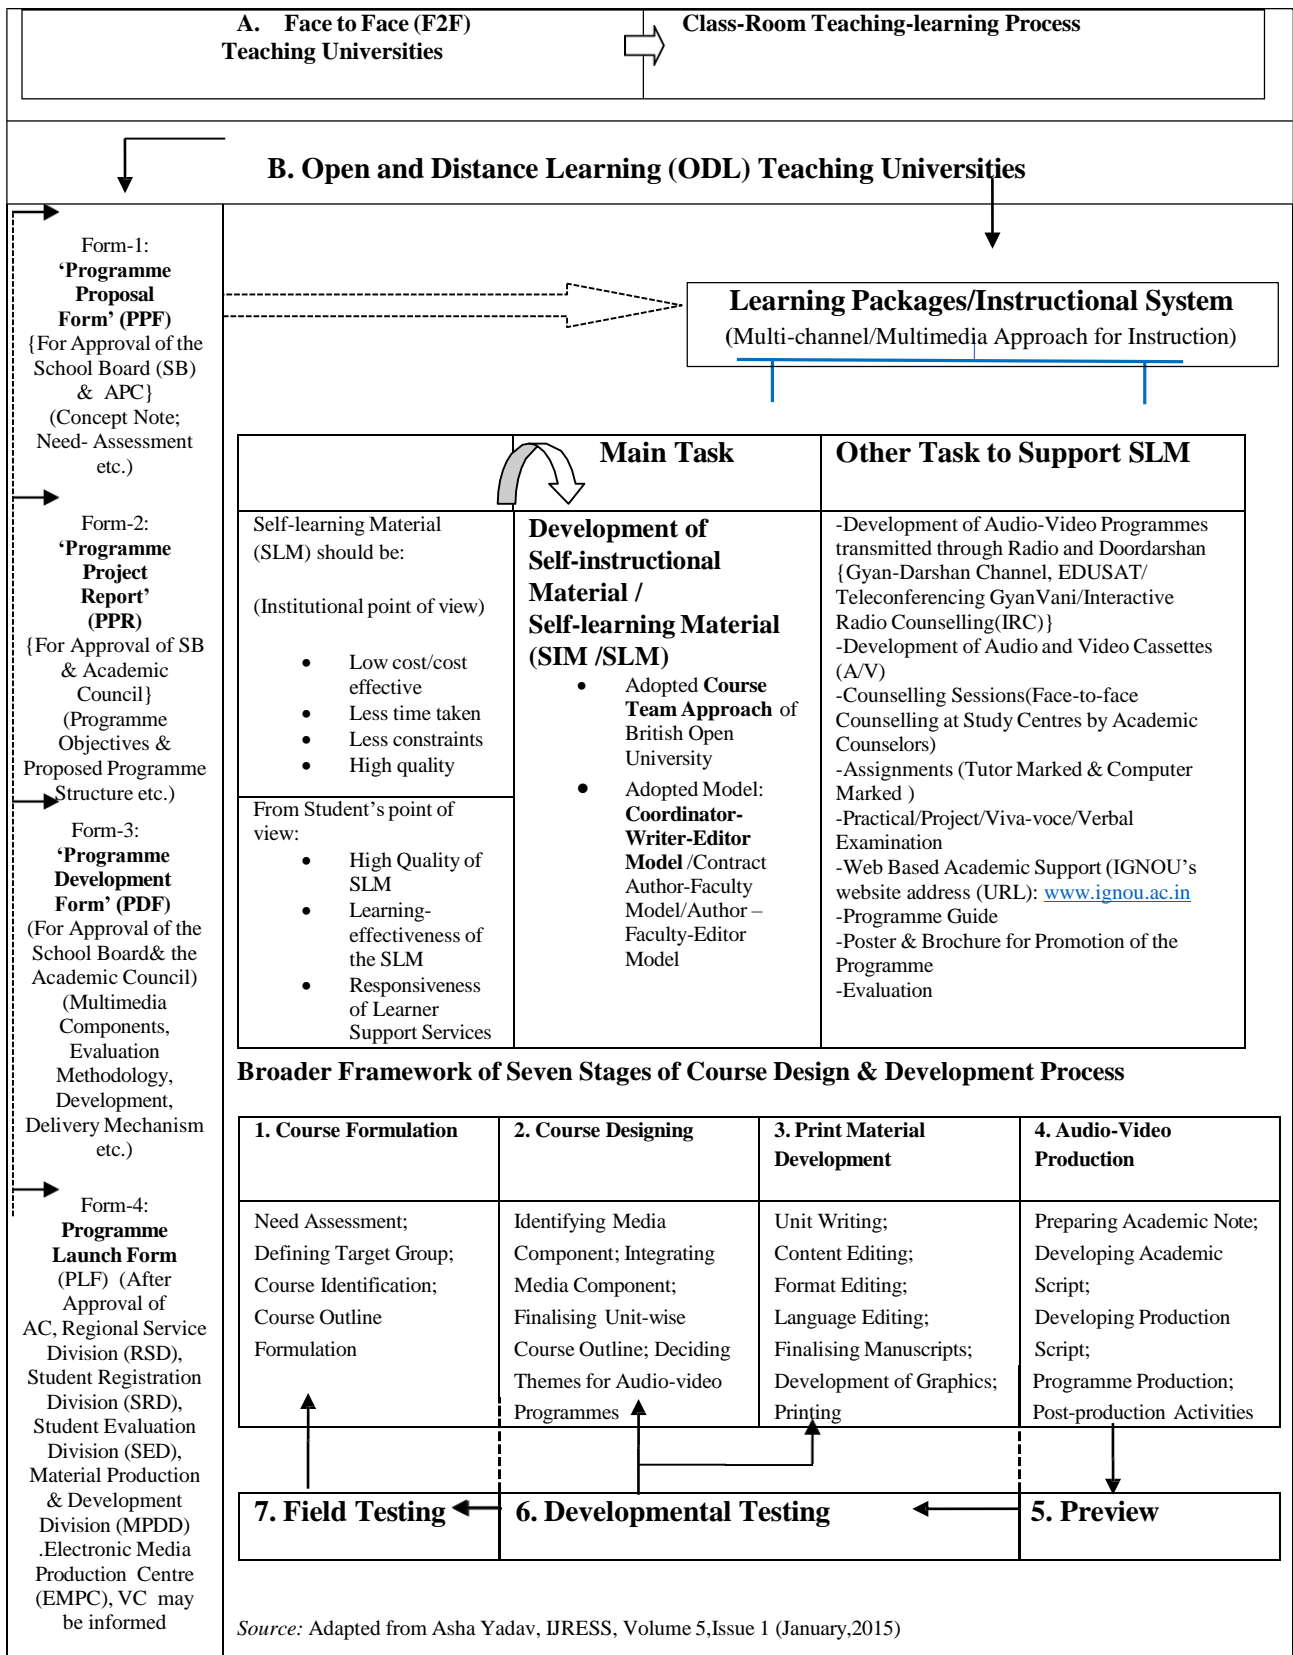 A. Face to Face (F2F)
Teaching Universities
Class-Room Teaching-learning Process
B. Open and Distance Learning (ODL) Teaching Universities
Form-1:
‘Programme
Proposal
Form’ (PPF)
{For Approval of the
School Board (SB)
& APC}
(Concept Note;
Need- Assessment
etc.)
Form-2:
‘Programme
Project
Report’
(PPR)
{For Approval of SB
& Academic
Council}
(Programme
Objectives &
Proposed Programme
Structure etc.)
Form-3:
‘Programme
Development
Form’ (PDF)
(For Approval of the
School Board& the
Academic Council)
(Multimedia
Components,
Evaluation
Methodology,
Development,
Delivery Mechanism
etc.)
Form-4:
Programme
Launch Form
(PLF) (After
Approval of
AC, Regional Service
Division (RSD),
Student Registration
Division (SRD),
Student Evaluation
Division (SED),
Material Production
& Development
Division (MPDD)
.Electronic Media
Production Centre
(EMPC), VC may
be informed
Learning Packages/Instructional System
(Multi-channel/Multimedia Approach for Instruction)
Main Task
Other Task to Support SLM
Self-learning Material
(SLM) should be:
(Institutional point of view)
• Low cost/cost
effective
• Less time taken
• Less constraints
• High quality
From Student’s point of
view:
• High Quality of
SLM
• Learning-
effectiveness of
the SLM
• Responsiveness
of Learner
Support Services
Development of
Self-instructional
Material /
Self-learning Material
(SIM /SLM)
• Adopted Course
Team Approach of
British Open
University
• Adopted Model:
Coordinator-
Writer-Editor
Model /Contract
Author-Faculty
Model/Author –
Faculty-Editor
Model
-Development of Audio-Video Programmes
transmitted through Radio and Doordarshan
{Gyan-Darshan Channel, EDUSAT/
Teleconferencing GyanVani/Interactive
Radio Counselling(IRC)}
-Development of Audio and Video Cassettes
(A/V)
-Counselling Sessions(Face-to-face
Counselling at Study Centres by Academic
Counselors)
-Assignments (Tutor Marked & Computer
Marked )
-Practical/Project/Viva-voce/Verbal
Examination
-Web Based Academic Support (IGNOU’s
website address (URL): www.ignou.ac.in
-Programme Guide
-Poster & Brochure for Promotion of the
Programme
-Evaluation
Broader Framework of Seven Stages of Course Design & Development Process
1. Course Formulation
Need Assessment;
Defining Target Group;
Course Identification;
Course Outline
Formulation
2. Course Designing
Identifying Media
Component; Integrating
Media Component;
Finalising Unit-wise
Course Outline; Deciding
Themes for Audio-video
Programmes
3. Print Material
Development
Unit Writing;
Content Editing;
Format Editing;
Language Editing;
Finalising Manuscripts;
Development of Graphics;
Printing
4. Audio-Video
Production
Preparing Academic Note;
Developing Academic
Script;
Developing Production
Script;
Programme Production;
Post-production Activities
7. Field Testing
6. Developmental Testing
5. Preview
Source: Adapted from Asha Yadav, IJRESS, Volume 5,Issue 1 (January,2015)